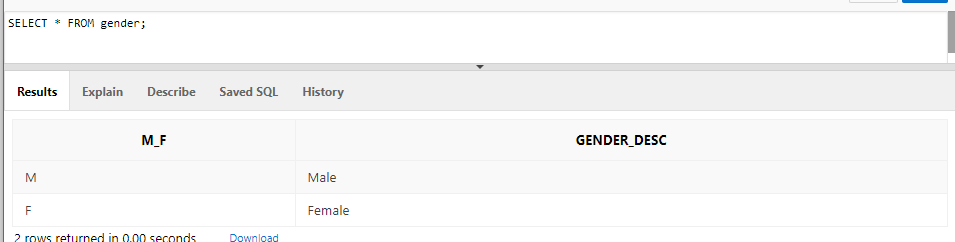 SELECT * FROM gender;
Results Explain Describe Saved SQL History
M_F GENDER_DESC
M Male
F Female
2 rows returned in 0.00 seconds Download